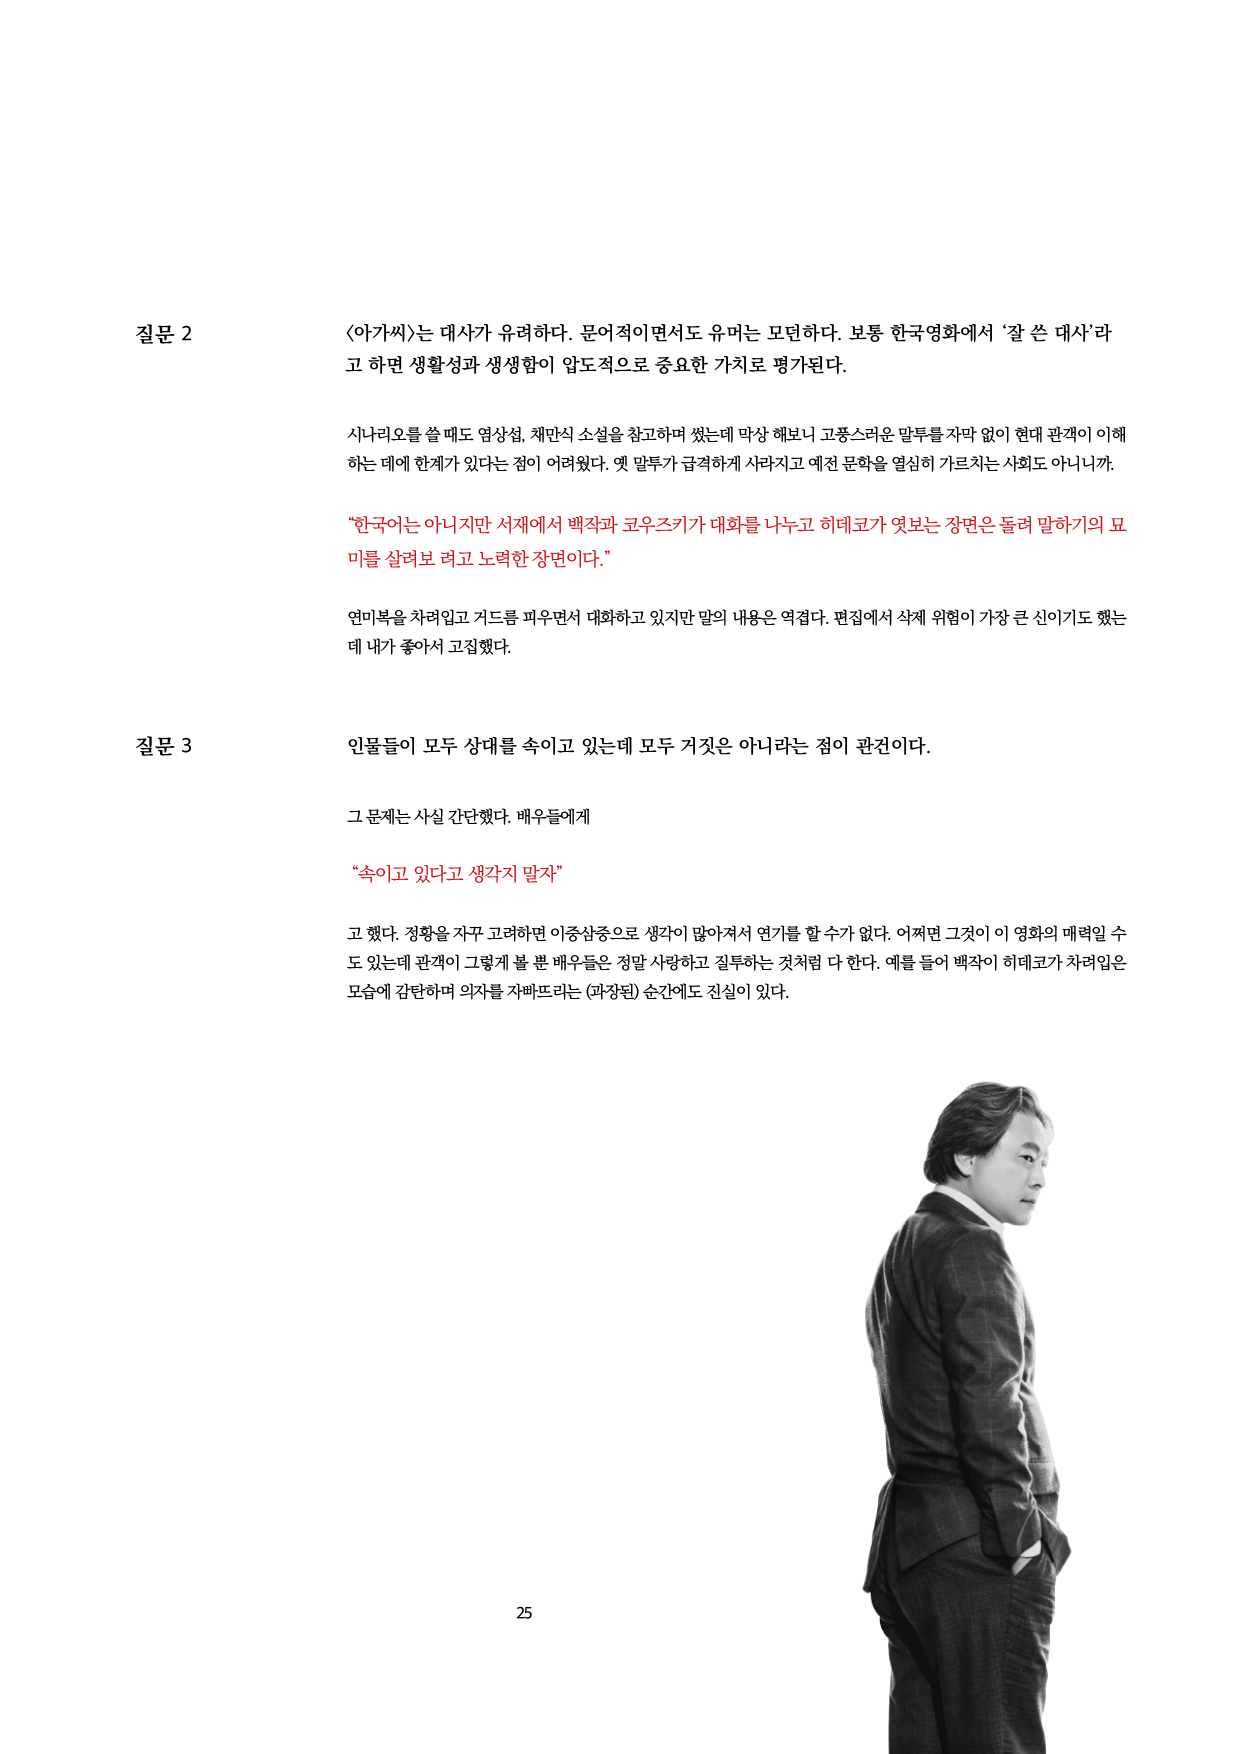 질문 2
〈아가씨〉는 대사가 유려하다. 문어적이면서도 유머는 모던하다. 보통 한국영화에서 ‘잘 쓴 대사’라
고 하면 생활성과 생생함이 압도적으로 중요한 가치로 평가된다.
시나리오를 쓸 때도 염상섭, 채만식 소설을 참고하며 썼는데 막상 해보니 고풍스러운 말투를 자막 없이 현대 관객이 이해
하는 데에 한계가 있다는 점이 어려웠다. 옛 말투가 급격하게 사라지고 예전 문학을 열심히 가르치는 사회도 아니니까.
“한국어는 아니지만 서재에서 백작과 코우즈키가 대화를 나누고 히데코가 엿보는 장면은 돌려 말하기의 묘
미를 살려보 려고 노력한 장면이다.”
연미복을 차려입고 거드름 피우면서 대화하고 있지만 말의 내용은 역겹다. 편집에서 삭제 위험이 가장 큰 신이기도 했는
데 내가 좋아서 고집했다.
질문 3
인물들이 모두 상대를 속이고 있는데 모두 거짓은 아니라는 점이 관건이다.
그 문제는 사실 간단했다. 배우들에게
“속이고 있다고 생각지 말자”
고 했다. 정황을 자꾸 고려하면 이중삼중으로 생각이 많아져서 연기를 할 수가 없다. 어쩌면 그것이 이 영화의 매력일 수
도 있는데 관객이 그렇게 볼 뿐 배우들은 정말 사랑하고 질투하는 것처럼 다 한다. 예를 들어 백작이 히데코가 차려입은
모습에 감탄하며 의자를 자빠뜨리는 (과장된) 순간에도 진실이 있다.
25